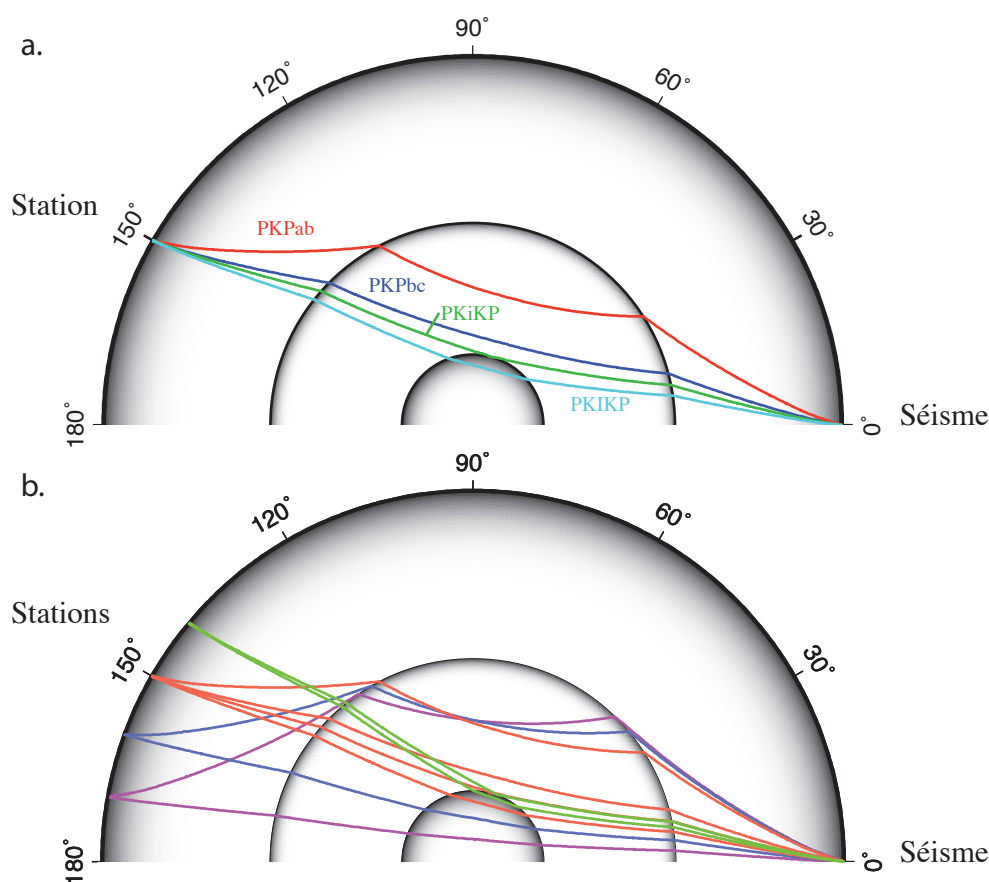 a.
90°
120°
60°
Station
150°
30°
PKPab
PKPbc
PKiKP
PKIKP
180°
0°
Séisme
b.
90°
120°
60°
Stations
150°
30°
180°
0°
Séisme